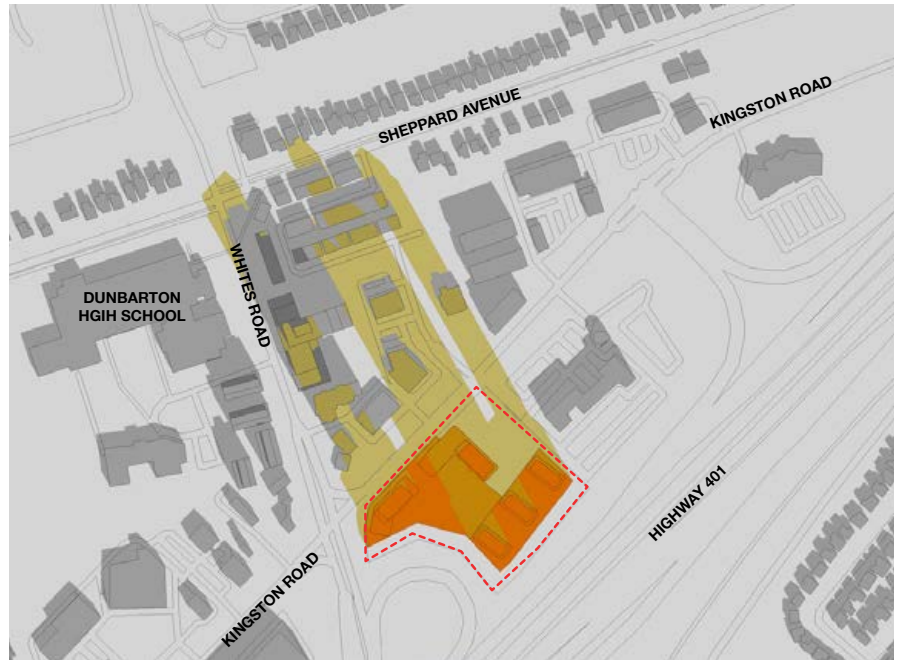 SHEPPARD AVENUE
KINGSTON ROAD
WHITES ROAD
DUNBARTON
HGIH SCHOOL
HIGHWAY 401
KINGSTON ROAD